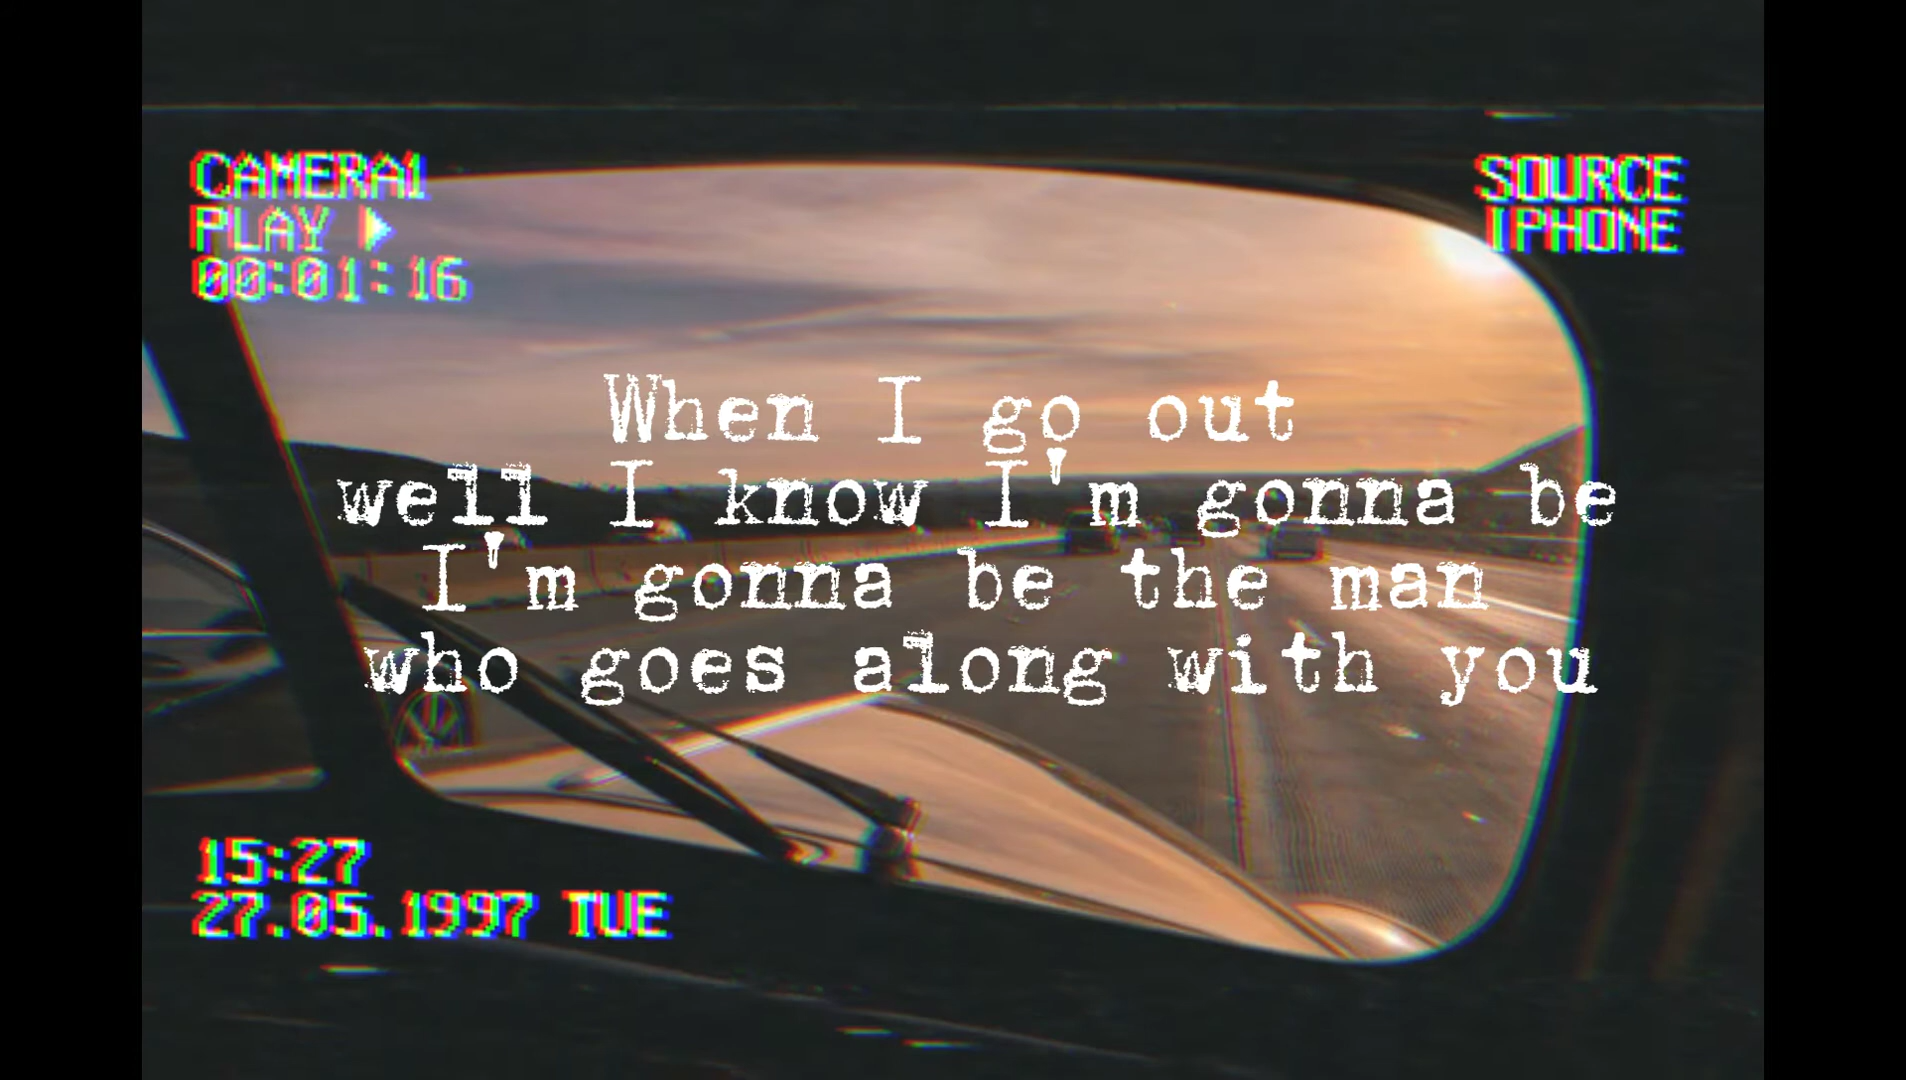 CAMERA1
PLAY
00:01:16
SOURCE
IPHONE
When I go out
well I know I'm gonna be
I'm gonna be the man
who goes along with you
15:27
27.05.1997 TUE